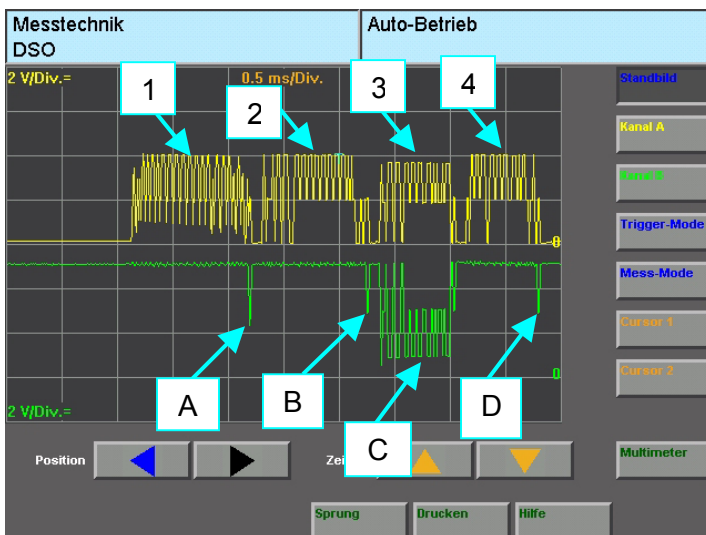 Messtechnik
DSO
Auto-Betrieb
2 V/Div.=
0.5 ms/Div.
1
2
3
4
Standbild
Kanal A
Trigger-Mode
Mess-Mode
0
Cursor 1
Cursor 2
0
A
B
C
D
2 V/Div.=
Position
Multimeter
Sprung
Drucken
Hilfe